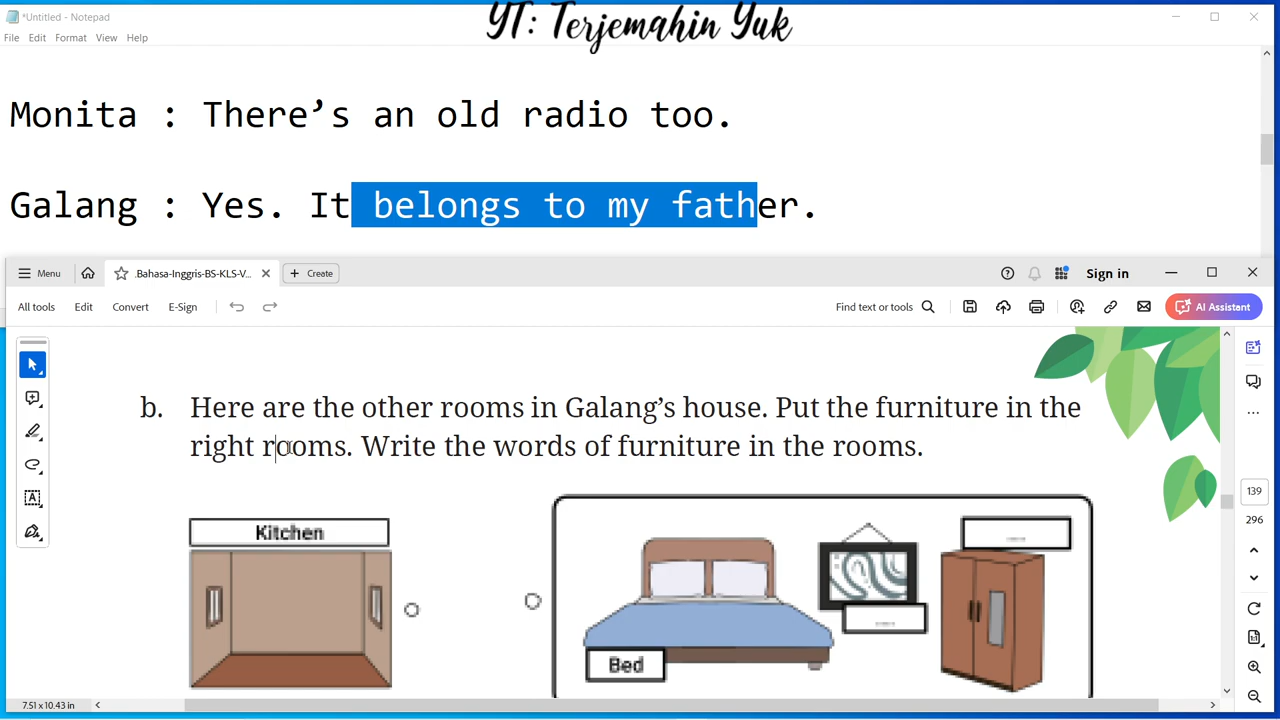 *Untitled - Notepad
YT: Terjemahin Yuk
File Edit Format View Help
Monita : There’s an old radio too.
Galang : Yes. It belongs to my father.
Menu
.Bahasa-Inggris-BS-KLS-V...
Create
Sign in
All tools Edit Convert E-Sign
Find text or tools
AI Assistant
b. Here are the other rooms in Galang’s house. Put the furniture in the
right rooms. Write the words of furniture in the rooms.
Kitchen
Bed
139
296
7.51 x 10.43 in